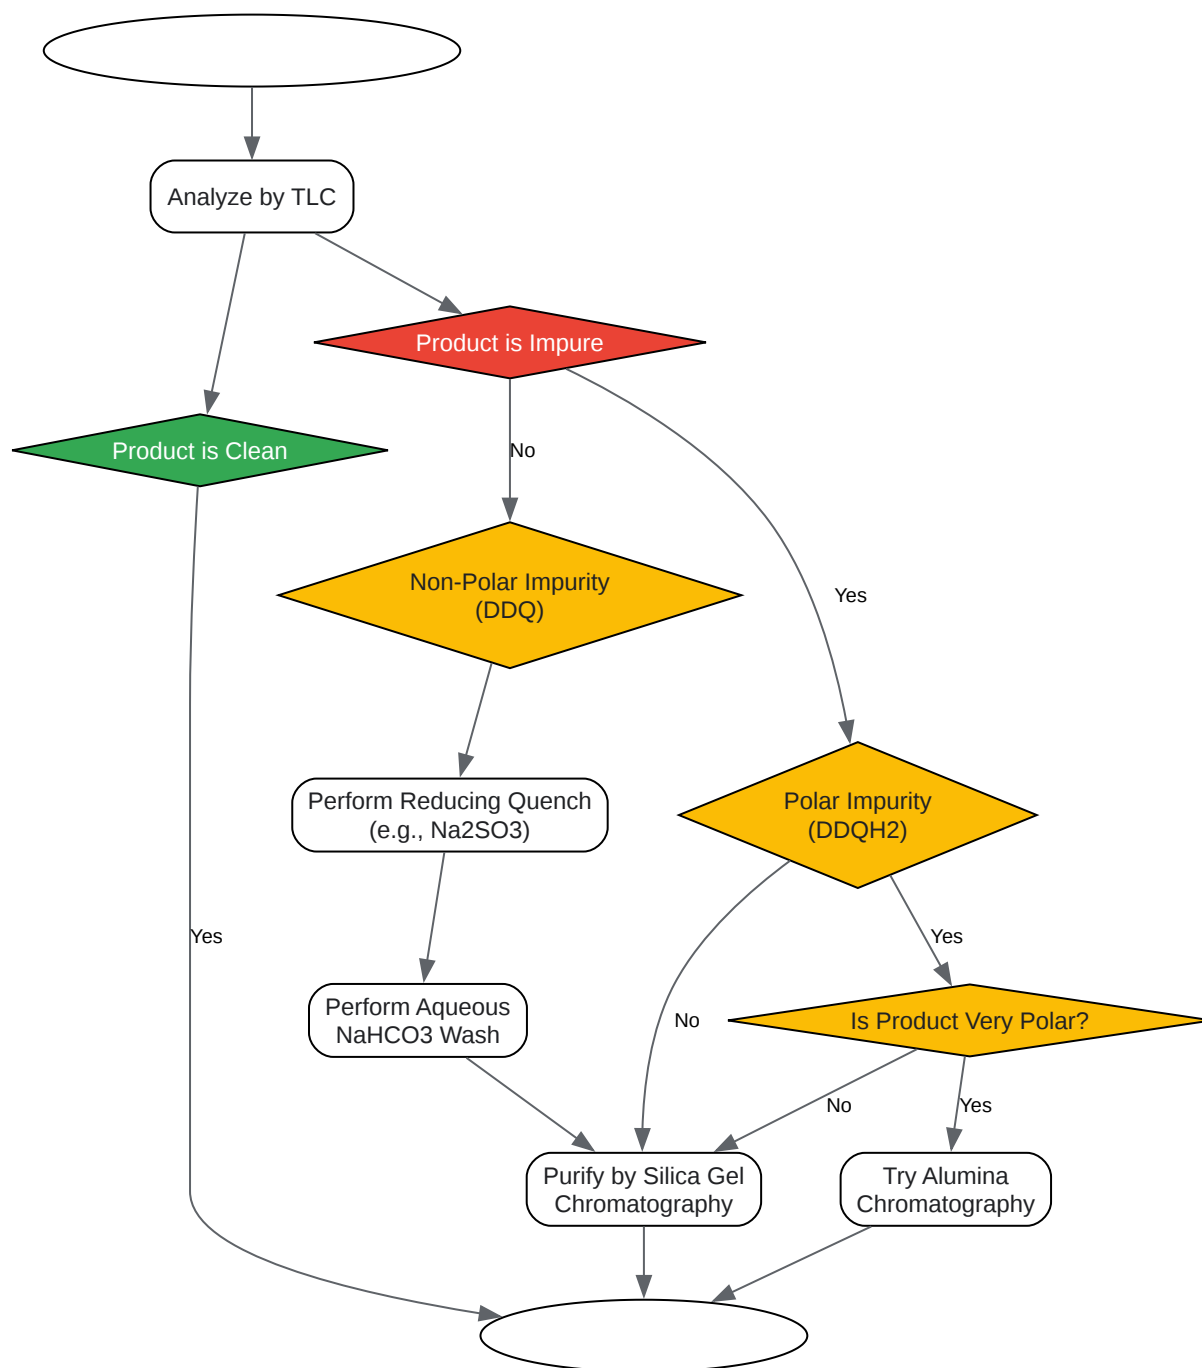 Analyze by TLC
Product is Impure
Product is Clean
No
Non-Polar Impurity
(DDQ)
Yes
Perform Reducing Quench
(e.g., Na2SO3)
Polar Impurity
(DDQH2)
Yes
Yes
Perform Aqueous
NaHCO3 Wash
No
Is Product Very Polar?
No
Yes
Purify by Silica Gel
Chromatography
Try Alumina
Chromatography